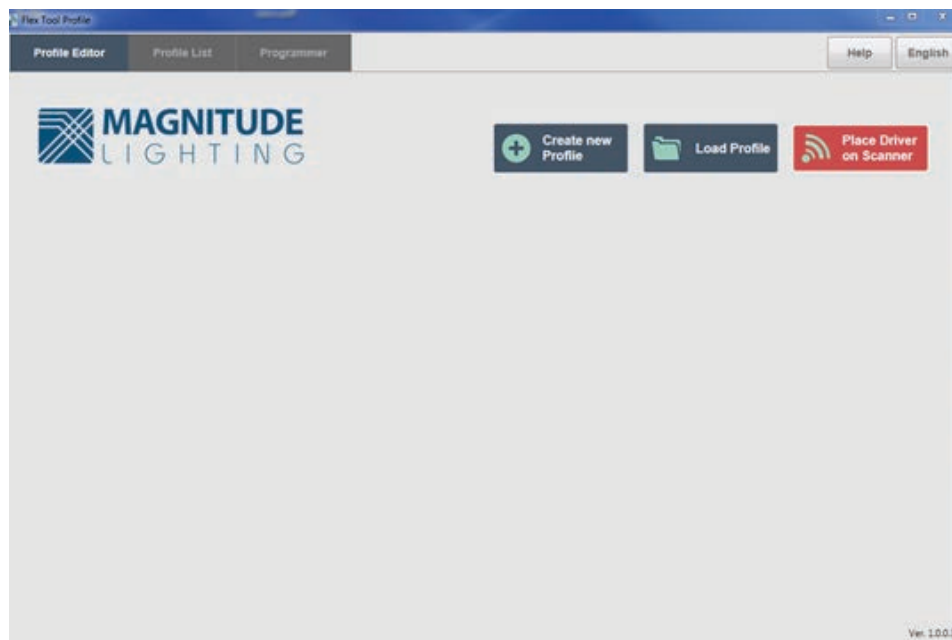 Flex Tool Profile
Profile Editor
Profile List
Programmer
Help
English
MAGNITUDE
LIGHTING
Create new
Profile
Load Profile
Place Driver
on Scanner
Ver. 1.0.0.